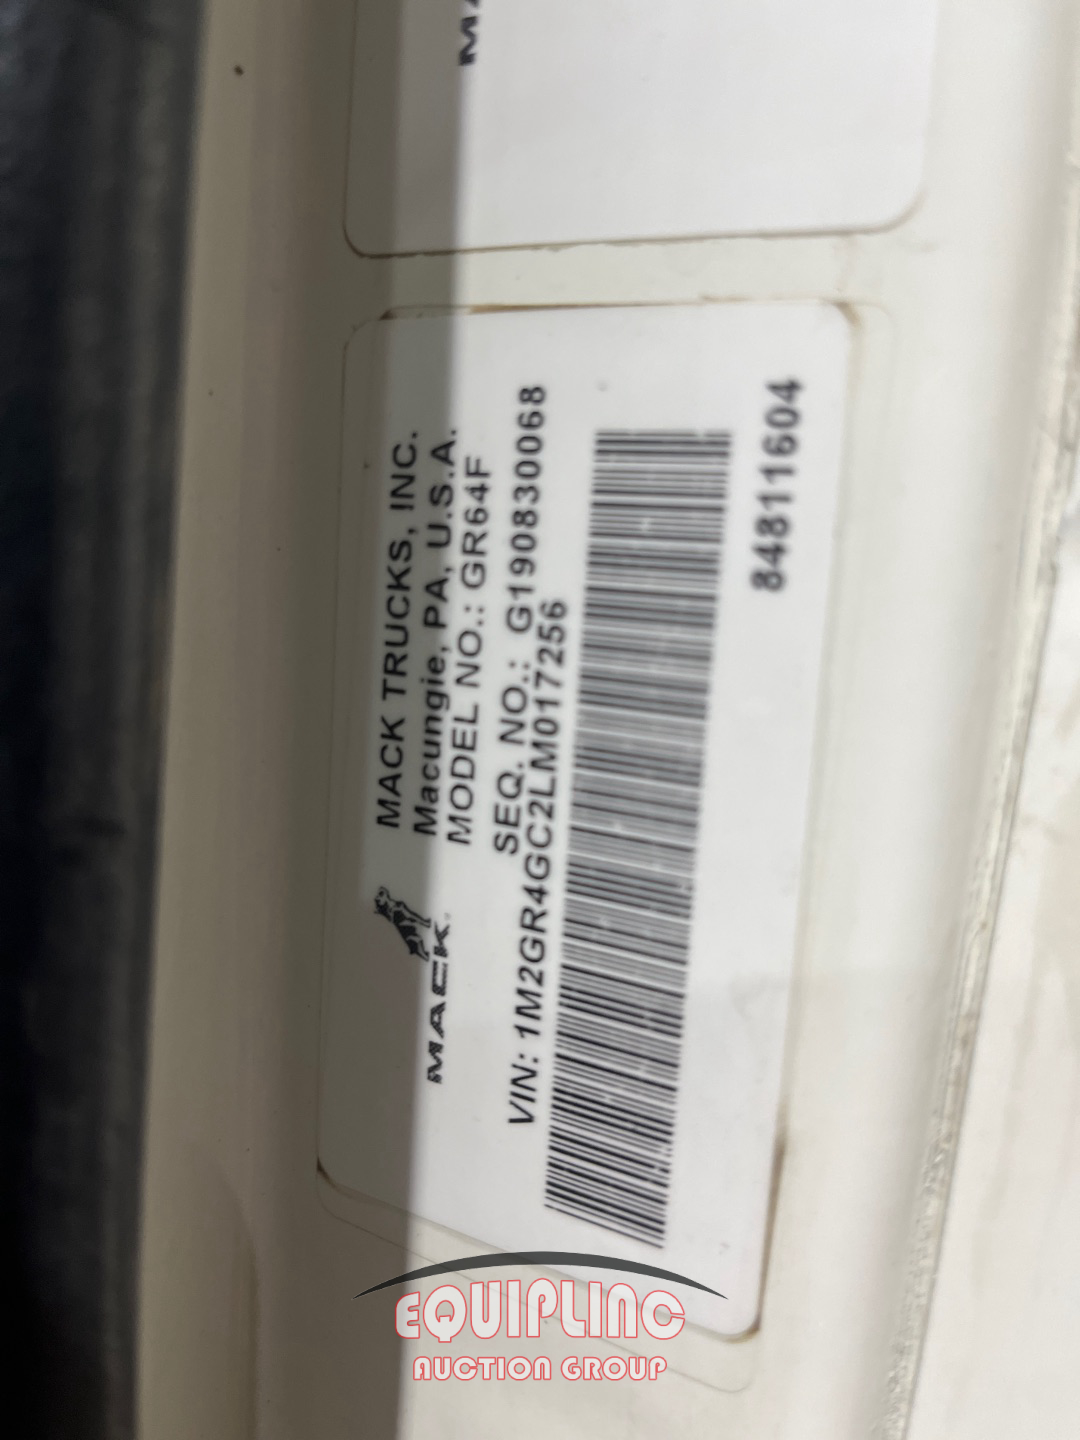 MACK TRUCKS, INC.
Macungie, PA, U.S.A.
MODEL NO.: GR64F
MACK
SEQ. NO.: G190830068
VIN: 1M2GR4GC2LM017256
84811604
EQUIPLINC
AUCTION GROUP